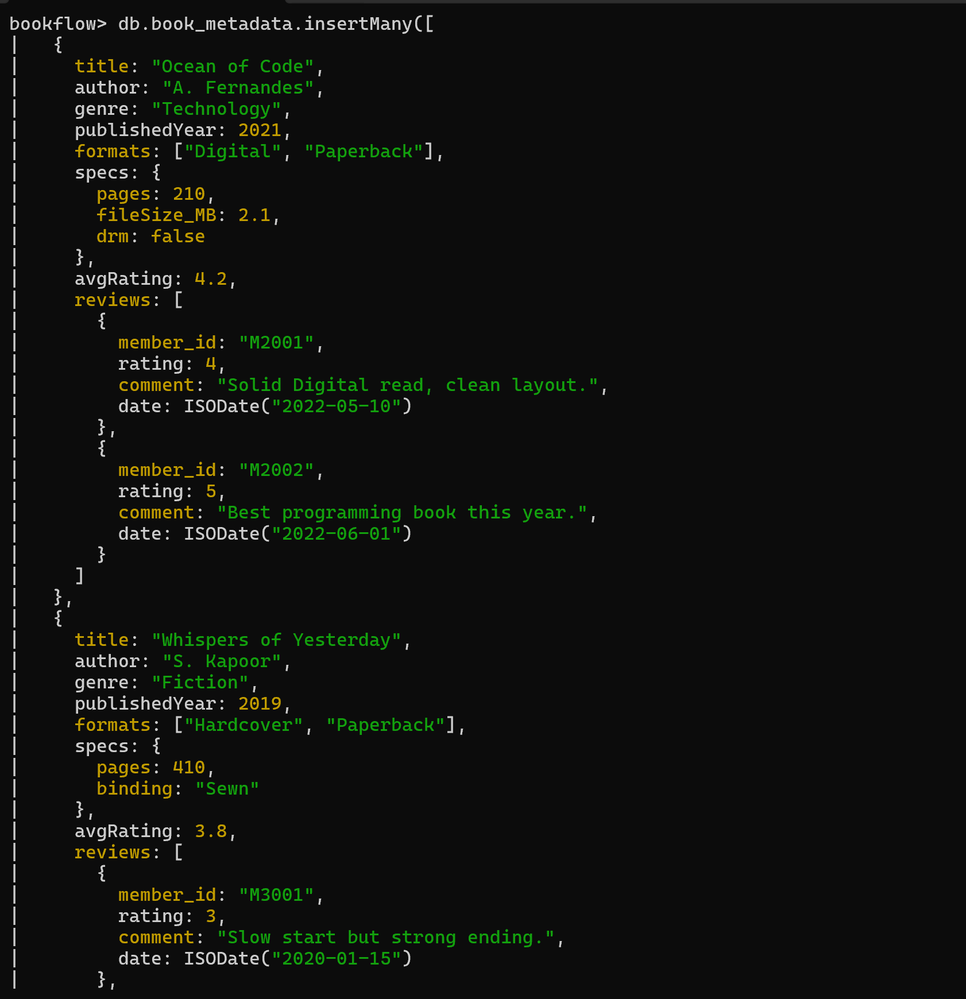 bookflow> db.book_metadata.insertMany([
|   {
|     title: "Ocean of Code",
|     author: "A. Fernandes",
|     genre: "Technology",
|     publishedYear: 2021,
|     formats: ["Digital", "Paperback"],
|     specs: {
|       pages: 210,
|       fileSize_MB: 2.1,
|       drm: false
|     },
|     avgRating: 4.2,
|     reviews: [
|       {
|         member_id: "M2001",
|         rating: 4,
|         comment: "Solid Digital read, clean layout.",
|         date: ISODate("2022-05-10")
|       },
|       {
|         member_id: "M2002",
|         rating: 5,
|         comment: "Best programming book this year.",
|         date: ISODate("2022-06-01")
|       }
|     ]
|   },
|   {
|     title: "Whispers of Yesterday",
|     author: "S. Kapoor",
|     genre: "Fiction",
|     publishedYear: 2019,
|     formats: ["Hardcover", "Paperback"],
|     specs: {
|       pages: 410,
|       binding: "Sewn"
|     },
|     avgRating: 3.8,
|     reviews: [
|       {
|         member_id: "M3001",
|         rating: 3,
|         comment: "Slow start but strong ending.",
|         date: ISODate("2020-01-15")
|       },